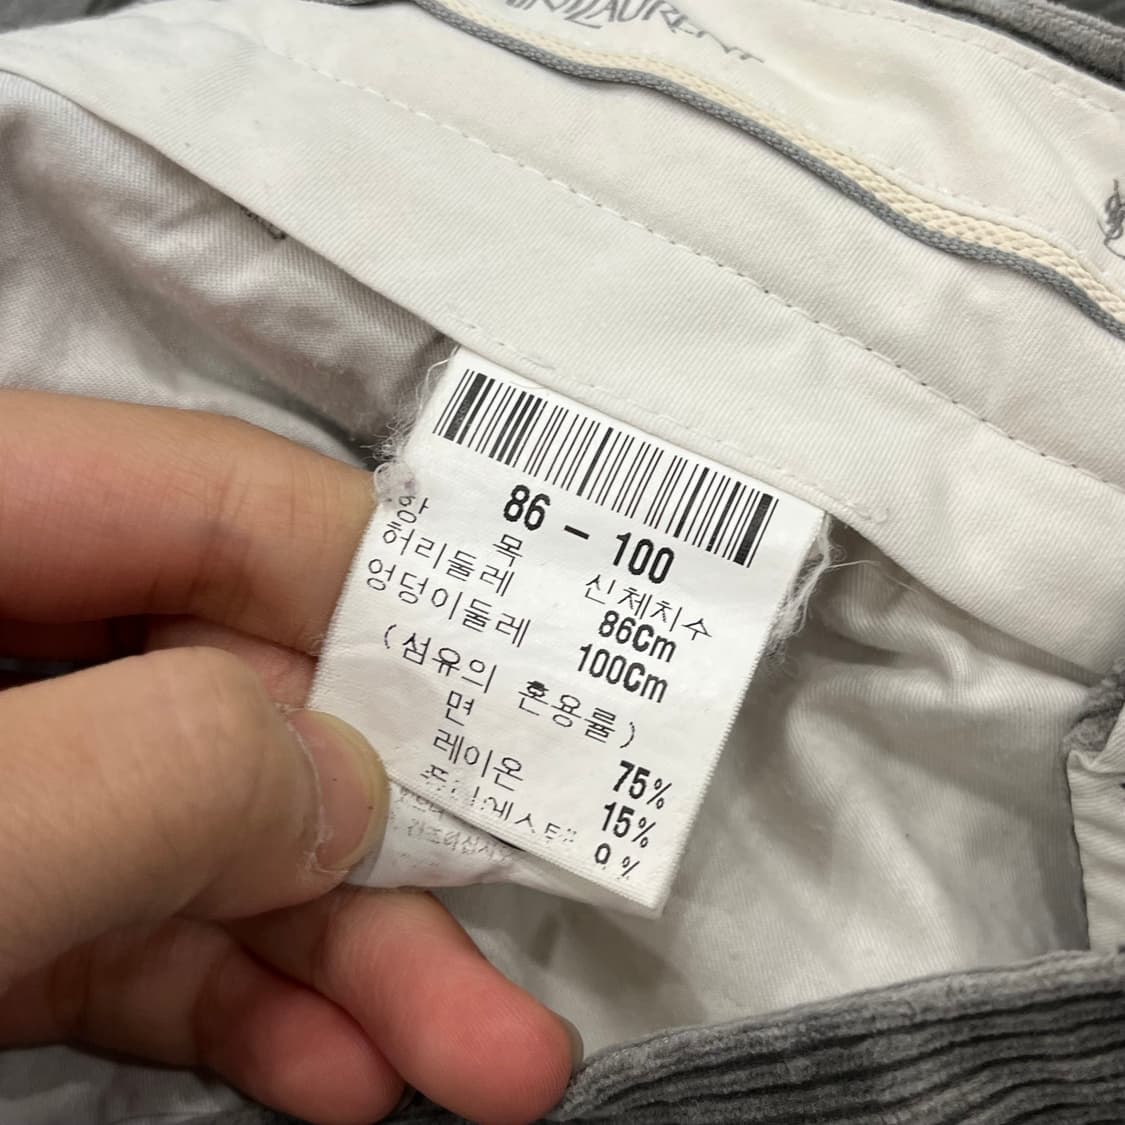 LAURENT
86 - 100
항 목 신체치수
허리둘레 86Cm
엉덩이둘레 100Cm
(섬유의 혼용률)
면 75%
레이온 15%